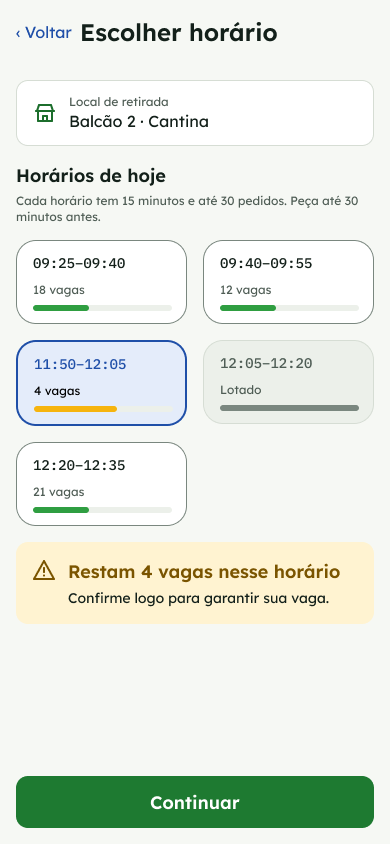 ‹ Voltar Escolher horário
Local de retirada
Balcão 2 · Cantina
Horários de hoje
Cada horário tem 15 minutos e até 30 pedidos. Peça até 30
minutos antes.
09:25–09:40
18 vagas
09:40–09:55
12 vagas
11:50–12:05
4 vagas
12:05–12:20
Lotado
12:20–12:35
21 vagas
Restam 4 vagas nesse horário
Confirme logo para garantir sua vaga.
Continuar